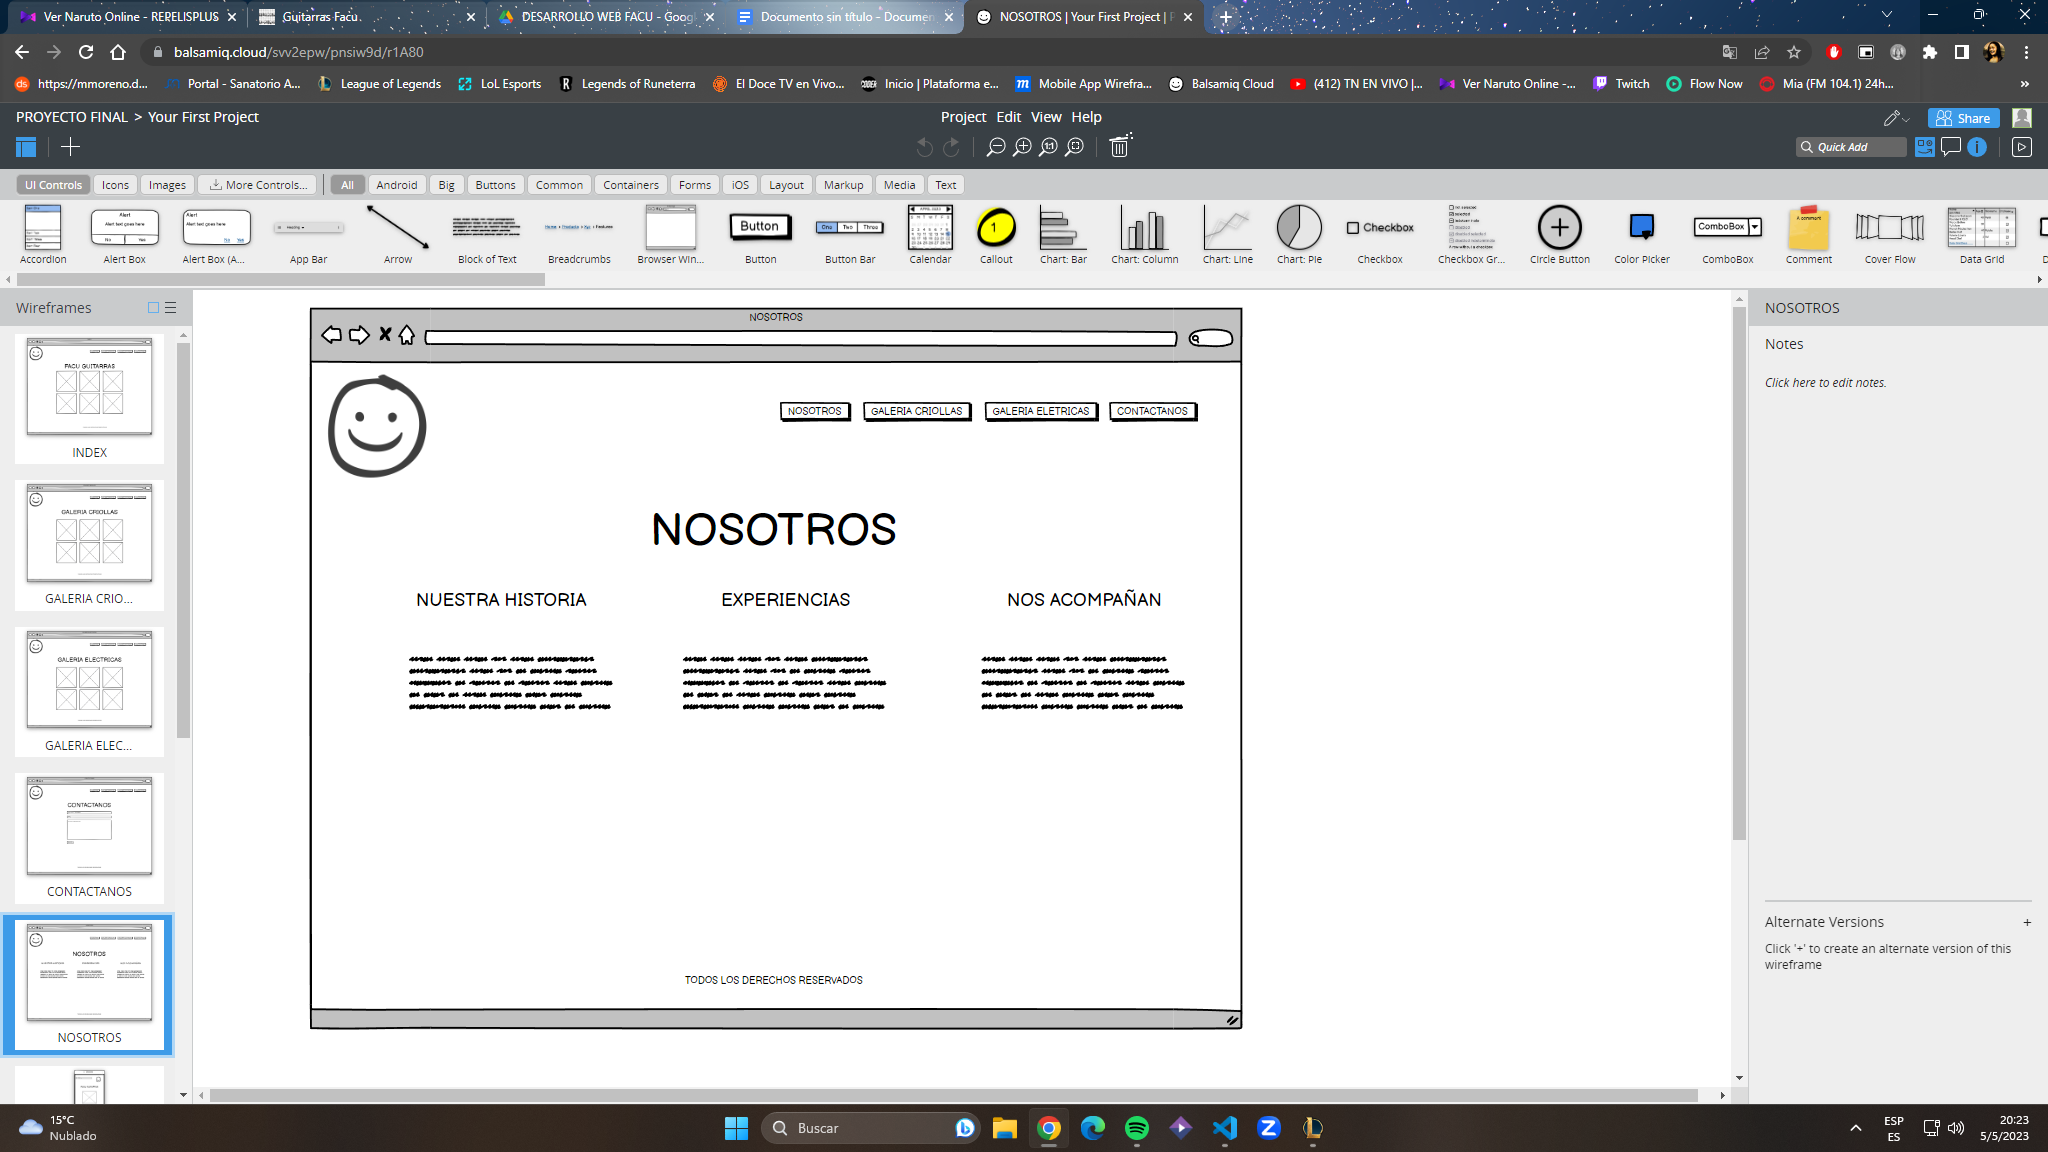 Ver Naruto Online - REPELISPLUS
Guitarras Facu
DESARROLLO WEB FACU - Goog
Documento sin título - Documen
NOSOTROS | Your First Project |
balsamiq.cloud/svv2epw/pnsiw9d/r1A80
https://mmoreno.d...
Portal - Sanatorio A...
League of Legends
LoL Esports
Legends of Runeterra
El Doce TV en Vivo...
Inicio | Plataforma e...
Mobile App Wirefra...
Balsamiq Cloud
(412) TN EN VIVO |...
Ver Naruto Online -...
Twitch
Flow Now
Mia (FM 104.1) 24h...
»
PROYECTO FINAL > Your First Project
Project Edit View Help
Share
Quick Add
UI Controls
Icons
Images
More Controls...
All
Android
Big
Buttons
Common
Containers
Forms
iOS
Layout
Markup
Media
Text
Button
One Two Three
1
Checkbox
ComboBox
A comment
Accordion
Alert Box
Alert Box (A...
App Bar
Arrow
Block of Text
Breadcrumbs
Browser Win...
Button
Button Bar
Calendar
Callout
Chart: Bar
Chart: Column
Chart: Line
Chart: Pie
Checkbox
Checkbox Gr...
Circle Button
Color Picker
ComboBox
Comment
Cover Flow
Data Grid
Wireframes
FACU GUITARRAS
INDEX
GALERIA CRIOLLAS
GALERIA CRIO...
GALERIA ELECTRICAS
GALERIA ELEC...
CONTACTANOS
CONTACTANOS
NOSOTROS
NOSOTROS
NOSOTROS
NOSOTROS
GALERIA CRIOLLAS
GALERIA ELETRICAS
CONTACTANOS
NOSOTROS
NUESTRA HISTORIA
EXPERIENCIAS
NOS ACOMPAÑAN
TODOS LOS DERECHOS RESERVADOS
NOSOTROS
Notes
Click here to edit notes.
Alternate Versions +
Click '+' to create an alternate version of this
wireframe
15°C
Nublado
Buscar
ESP
ES
20:23
5/5/2023